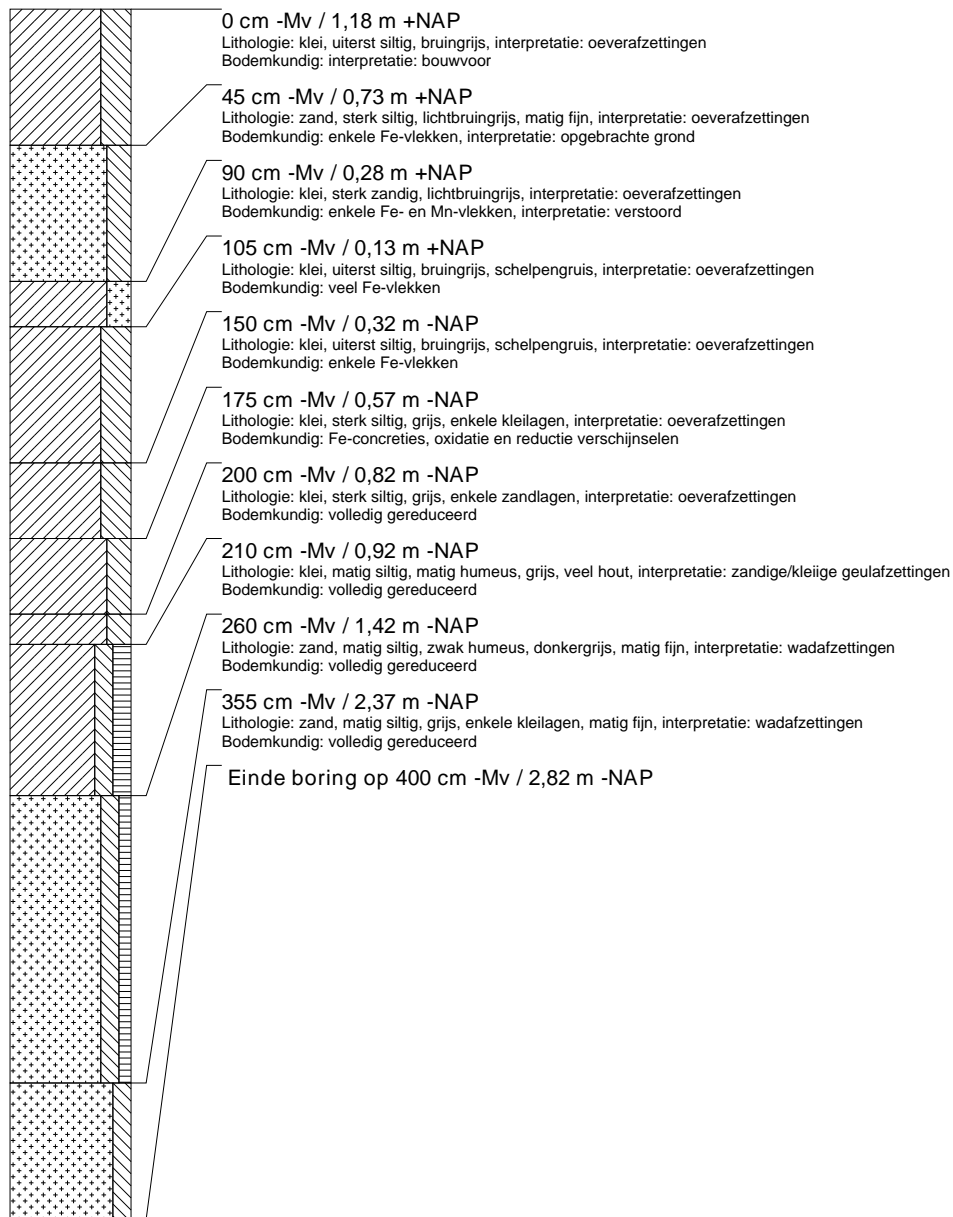 0 cm -Mv / 1,18 m +NAP
Lithologie: klei, uiterst siltig, bruingrijs, interpretatie: oeverafzettingen
Bodemkundig: interpretatie: bouwvoor
45 cm -Mv / 0,73 m +NAP
Lithologie: zand, sterk siltig, lichtbruingrijs, matig fijn, interpretatie: oeverafzettingen
Bodemkundig: enkele Fe-vlekken, interpretatie: opgebrachte grond
90 cm -Mv / 0,28 m +NAP
Lithologie: klei, sterk zandig, lichtbruingrijs, interpretatie: oeverafzettingen
Bodemkundig: enkele Fe- en Mn-vlekken, interpretatie: verstoord
105 cm -Mv / 0,13 m +NAP
Lithologie: klei, uiterst siltig, bruingrijs, schelpengruis, interpretatie: oeverafzettingen
Bodemkundig: veel Fe-vlekken
150 cm -Mv / 0,32 m -NAP
Lithologie: klei, uiterst siltig, bruingrijs, schelpengruis, interpretatie: oeverafzettingen
Bodemkundig: enkele Fe-vlekken
175 cm -Mv / 0,57 m -NAP
Lithologie: klei, sterk siltig, grijs, enkele kleilagen, interpretatie: oeverafzettingen
Bodemkundig: Fe-concreties, oxidatie en reductie verschijnselen
200 cm -Mv / 0,82 m -NAP
Lithologie: klei, sterk siltig, grijs, enkele zandlagen, interpretatie: oeverafzettingen
Bodemkundig: volledig gereduceerd
210 cm -Mv / 0,92 m -NAP
Lithologie: klei, matig siltig, matig humeus, grijs, veel hout, interpretatie: zandige/kleiige geulafzettingen
Bodemkundig: volledig gereduceerd
260 cm -Mv / 1,42 m -NAP
Lithologie: zand, matig siltig, zwak humeus, donkergrijs, matig fijn, interpretatie: wadafzettingen
Bodemkundig: volledig gereduceerd
355 cm -Mv / 2,37 m -NAP
Lithologie: zand, matig siltig, grijs, enkele kleilagen, matig fijn, interpretatie: wadafzettingen
Bodemkundig: volledig gereduceerd
Einde boring op 400 cm -Mv / 2,82 m -NAP